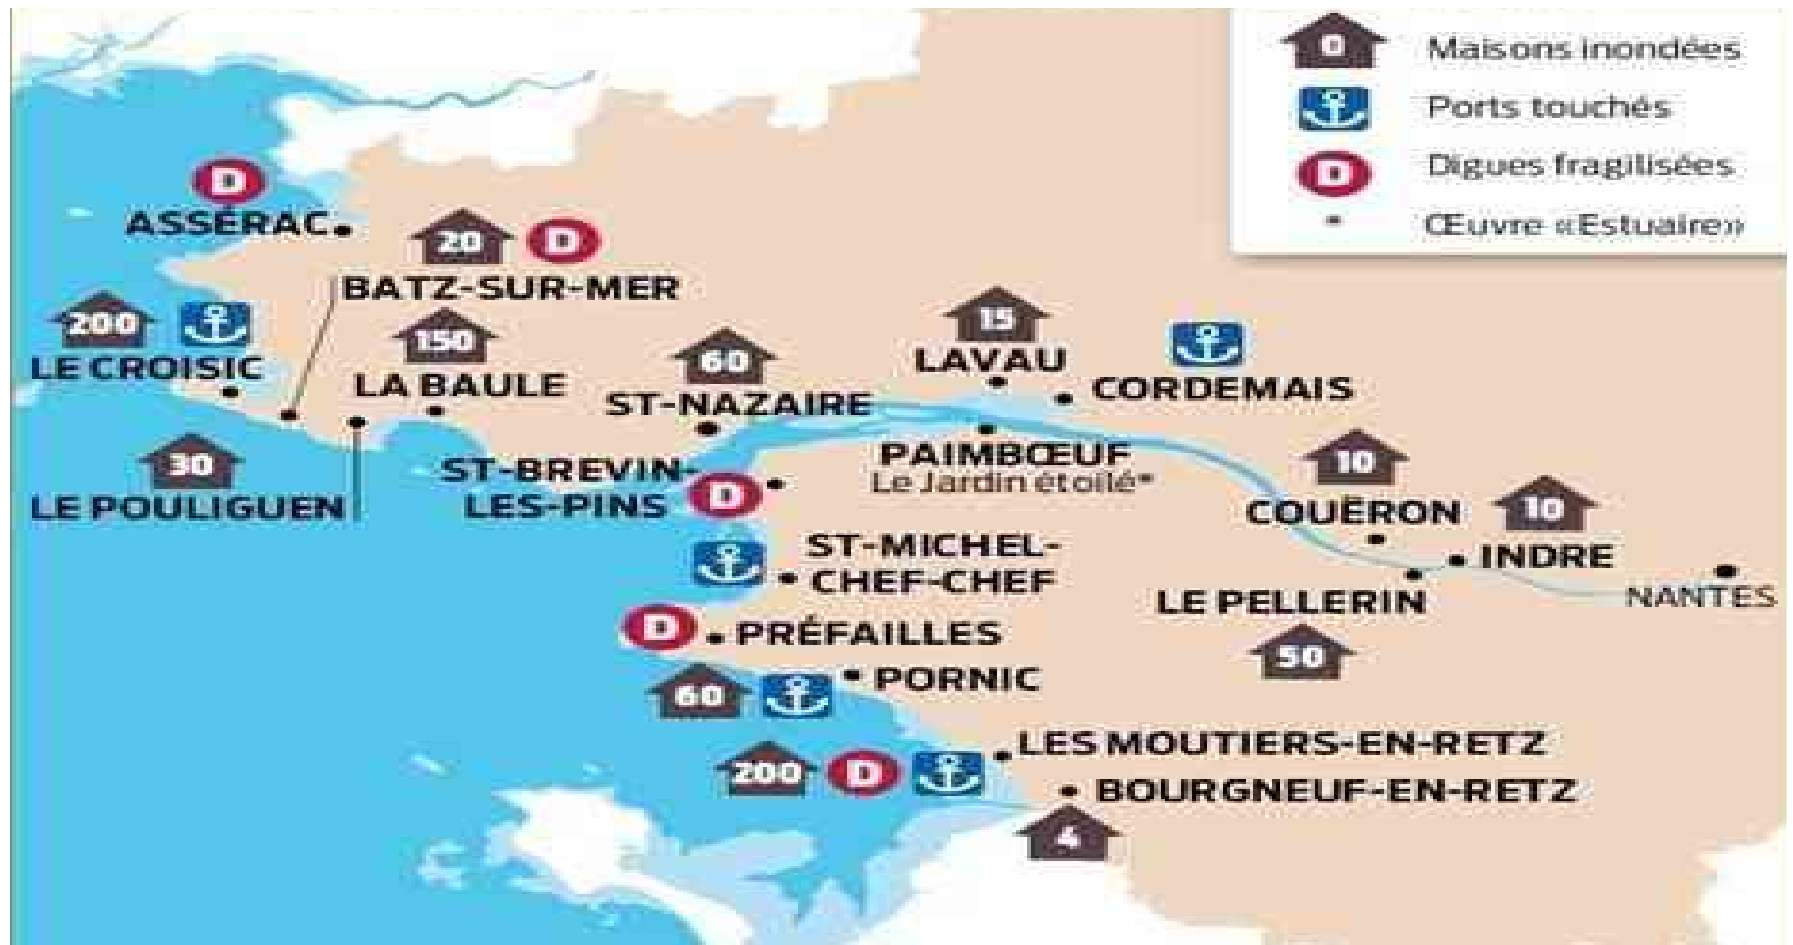 0 Maisons inondées
Ports touchés
D Digues fragilisées
Œuvre «Estuaire»
D
ASSÉRAC
20 D
BATZ-SUR-MER
200
LE CROISIC
150
LA BAULE
60
ST-NAZAIRE
15
LAVAU
CORDEMAIS
30
LE POULIGUEN
ST-BREVIN-
LES-PINS D
PAIMBŒUF
Le Jardin étoilé*
10
COUËRON
10
INDRE
LE PELLERIN
50
NANTES
ST-MICHEL-
CHEF-CHEF
D PRÉFAILLES
PORNIC
60
LES MOUTIERS-EN-RETZ
200 D
BOURGNEUF-EN-RETZ
4